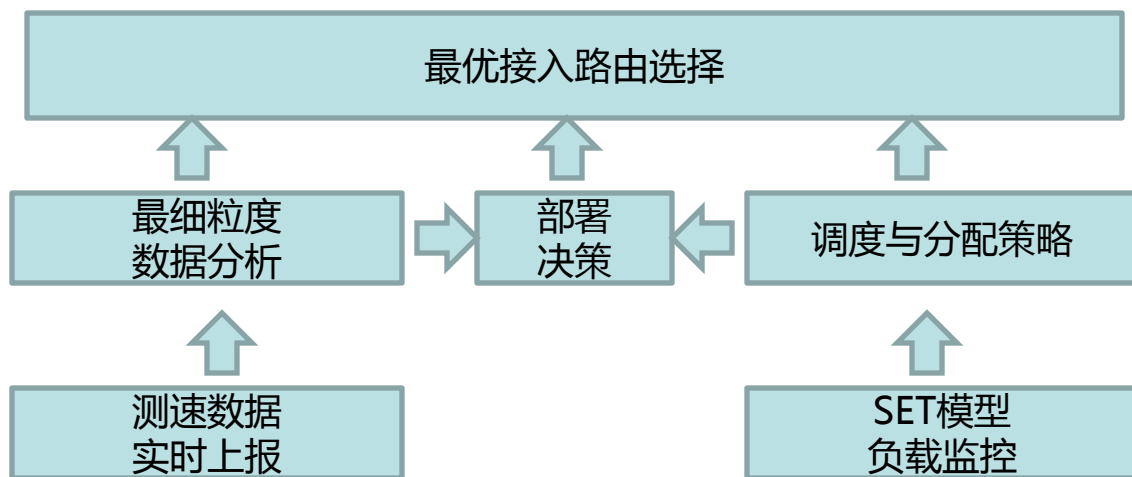 最优接入路由选择
最细粒度
数据分析
部署
决策
调度与分配策略
测速数据
实时上报
SET模型
负载监控